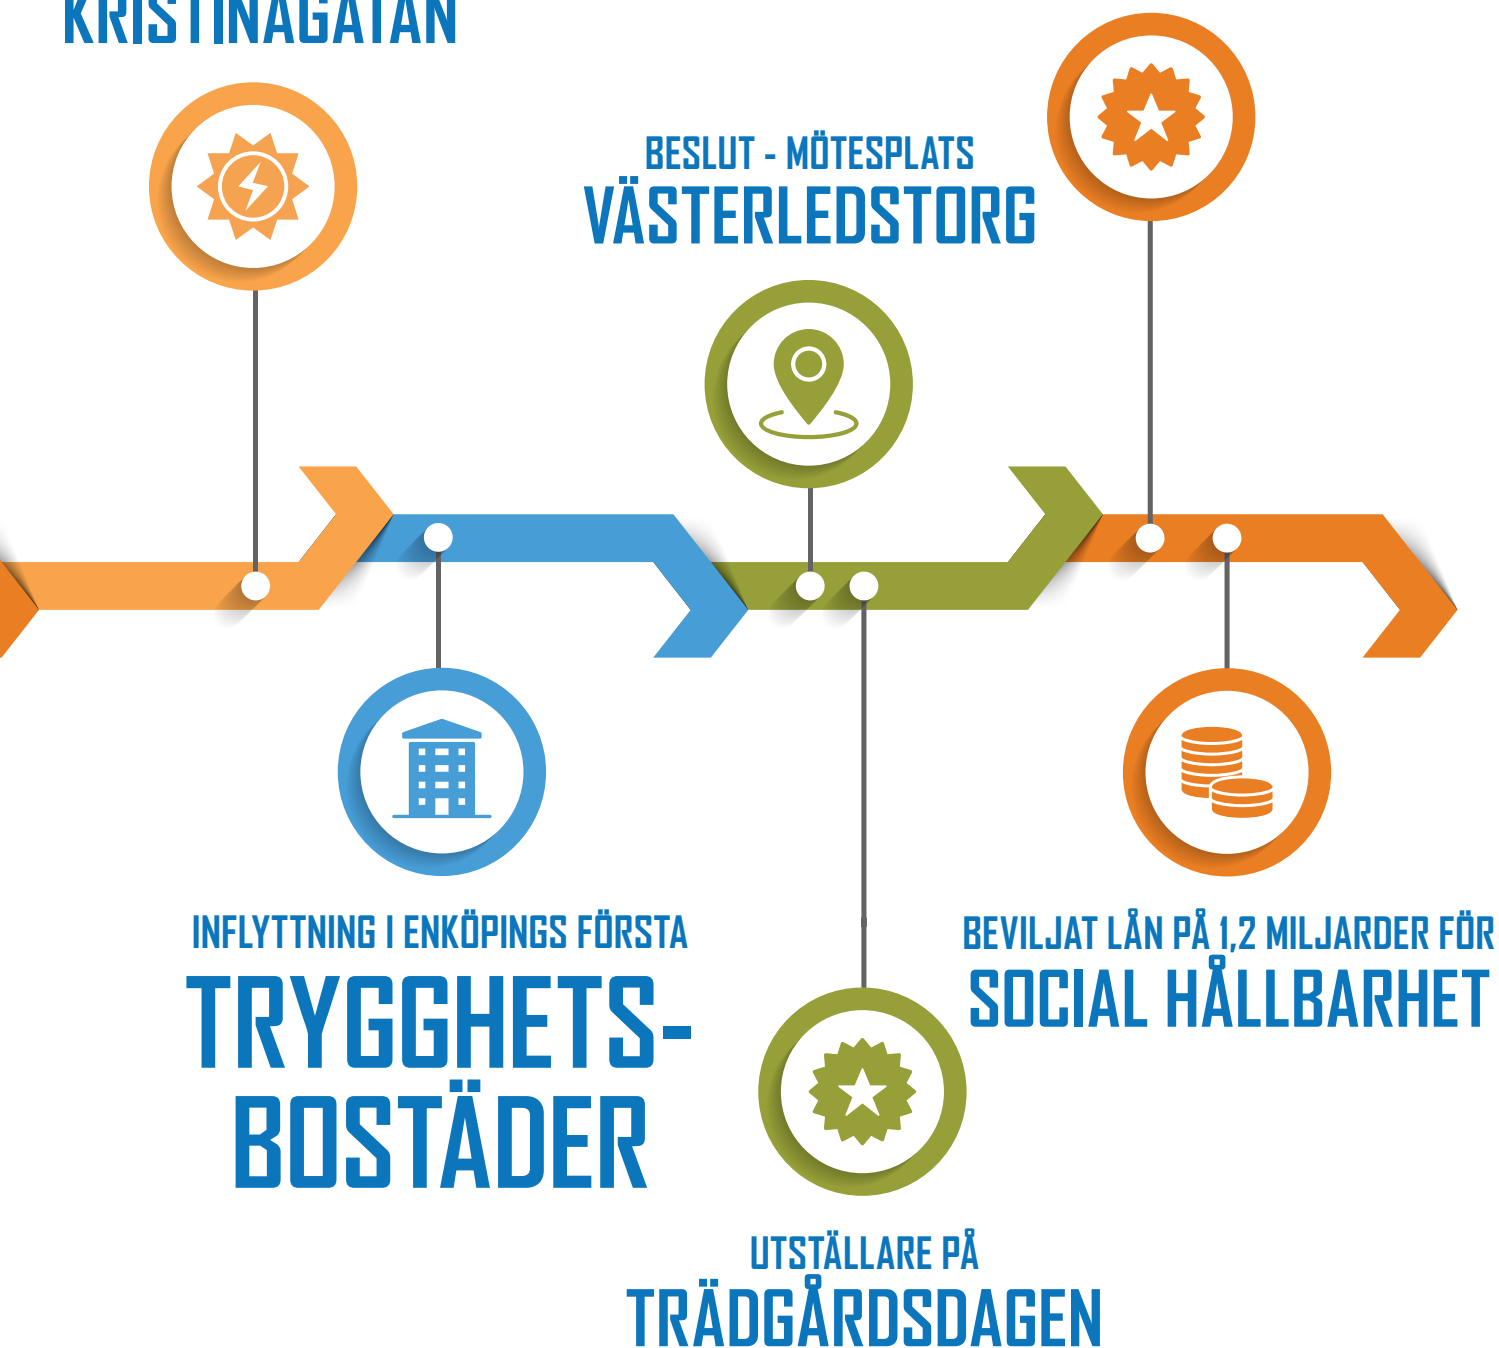 KRISTINAGATAN
BESLUT - MÖTESPLATS
VÄSTERLEDSTORG
INFLYTTNING I ENKÖPINGS FÖRSTA
TRYGGHETS-
BOSTÄDER
BEVILJAT LÅN PÅ 1,2 MILJARDER FÖR
SOCIAL HÅLLBARHET
UTSTÄLLARE PÅ
TRÄDGÅRDSDAGEN